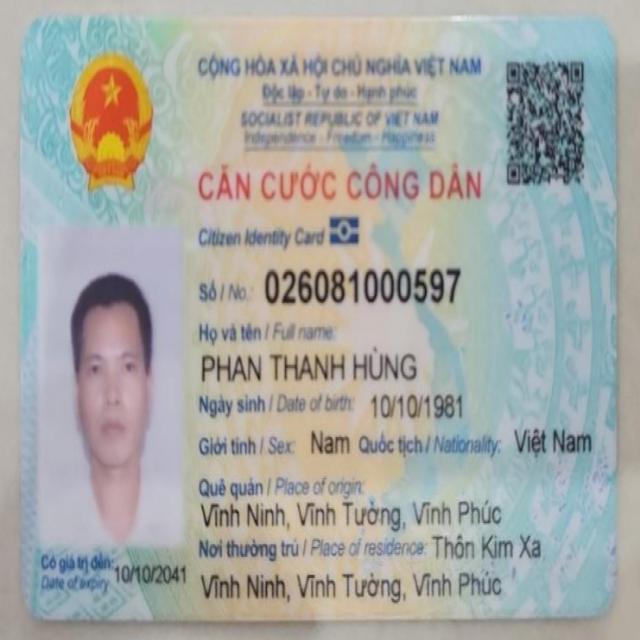 CỘNG HÒA XÃ HỘI CHỦ NGHĨA VIỆT NAM
Độc lập - Tự do - Hạnh phúc
SOCIALIST REPUBLIC OF VIET NAM
Independence - Freedom - Happiness
CĂN CƯỚC CÔNG DÂN
Citizen Identity Card
Số / No.: 026081000597
Họ và tên / Full name:
PHAN THANH HÙNG
Ngày sinh / Date of birth: 10/10/1981
Giới tính / Sex: Nam Quốc tịch / Nationality: Việt Nam
Quê quán / Place of origin:
Vĩnh Ninh, Vĩnh Tường, Vĩnh Phúc
Nơi thường trú / Place of residence: Thôn Kim Xa
Vĩnh Ninh, Vĩnh Tường, Vĩnh Phúc
Có giá trị đến: 10/10/2041
Date of expiry